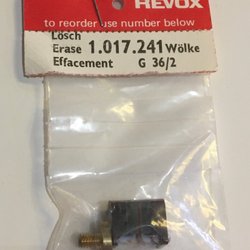 REVOX
to reorder use number below
Lösch
Erase 1.017.241 Wölke
Effacement G 36/2